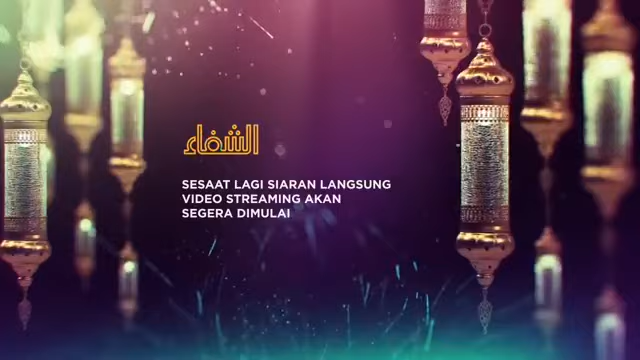 الشفاء
SESAAT LAGI SIARAN LANGSUNG
VIDEO STREAMING AKAN
SEGERA DIMULAI